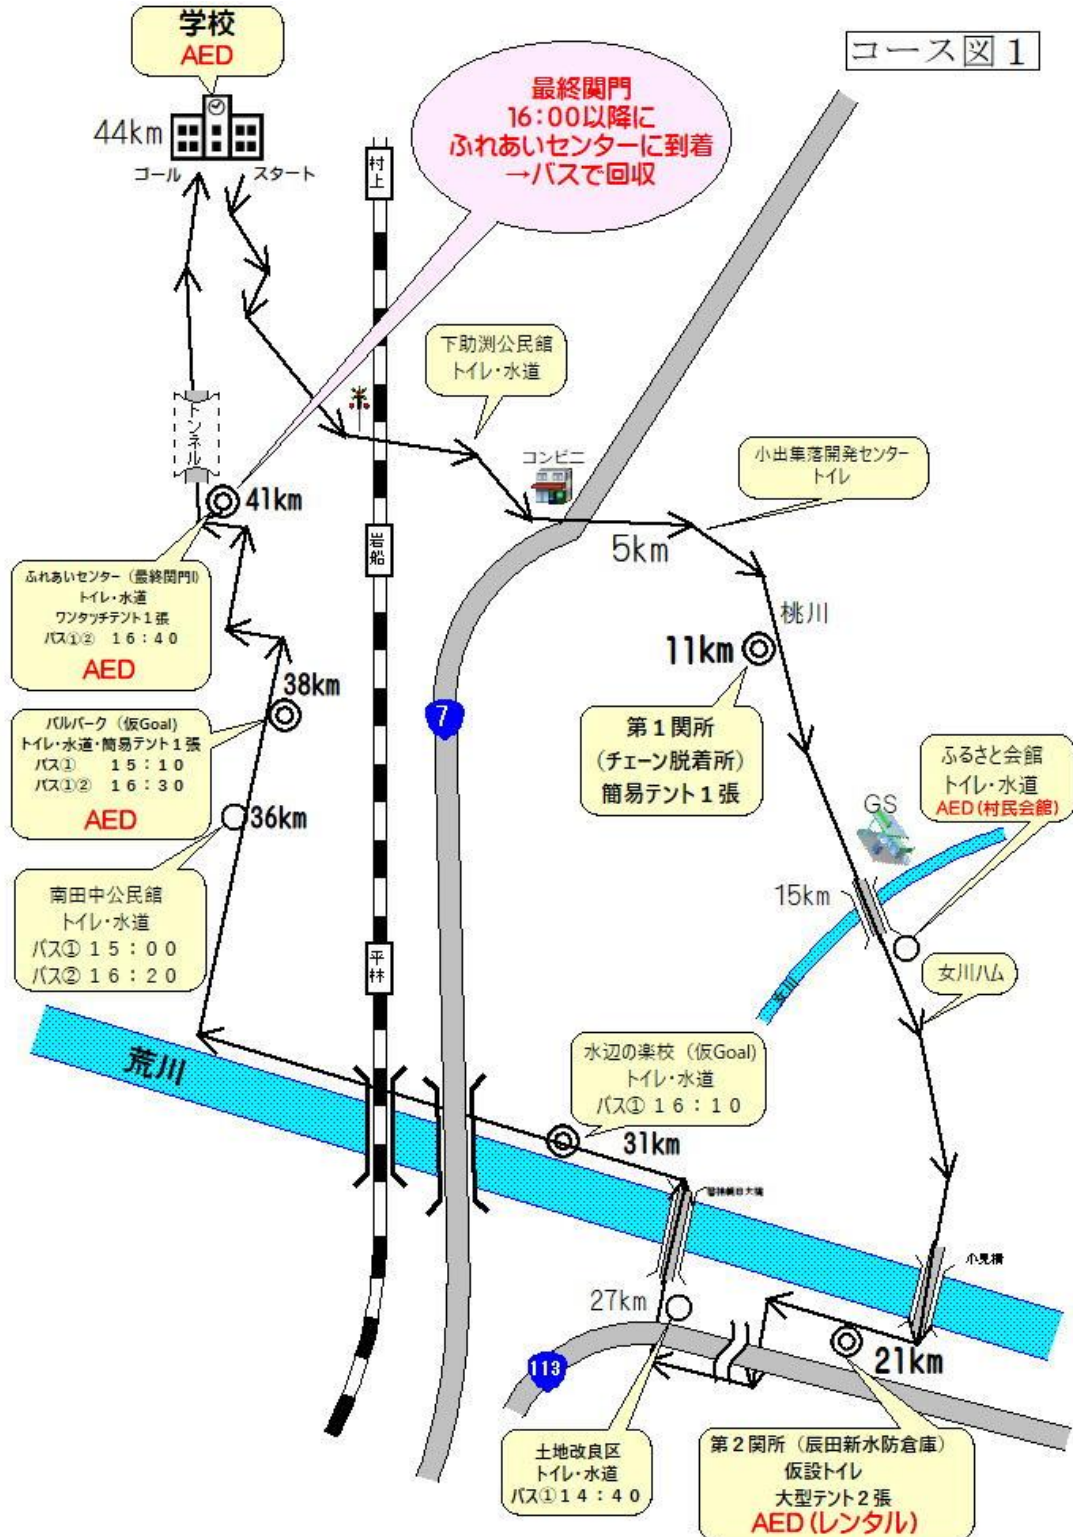 コース図1
学校
AED
44km
ゴール
スタート
最終関門
16:00以降に
ふれあいセンターに到着
→バスで回収
村上
下助渕公民館
トイレ・水道
コンビニ
小出集落開発センター
トイレ
トンネル
41km
岩船
5km
ふれあいセンター（最終関門）
トイレ・水道
ワンタッチテント1張
バス①② 16:40
AED
桃川
11km
38km
パルパーク（仮Goal)
トイレ・水道・簡易テント1張
バス① 15:10
バス①② 16:30
AED
7
第1関所
(チェーン脱着所)
簡易テント1張
ふるさと会館
トイレ・水道
AED(村民会館)
GS
36km
15km
南田中公民館
トイレ・水道
バス①15:00
バス②16:20
平林
女川ハム
女川
荒川
水辺の楽校（仮Goal)
トイレ・水道
バス①16:10
31km
小見橋
27km
21km
113
土地改良区
トイレ・水道
バス①14:40
第2関所（辰田新水防倉庫）
仮設トイレ
大型テント2張
AED(レンタル)